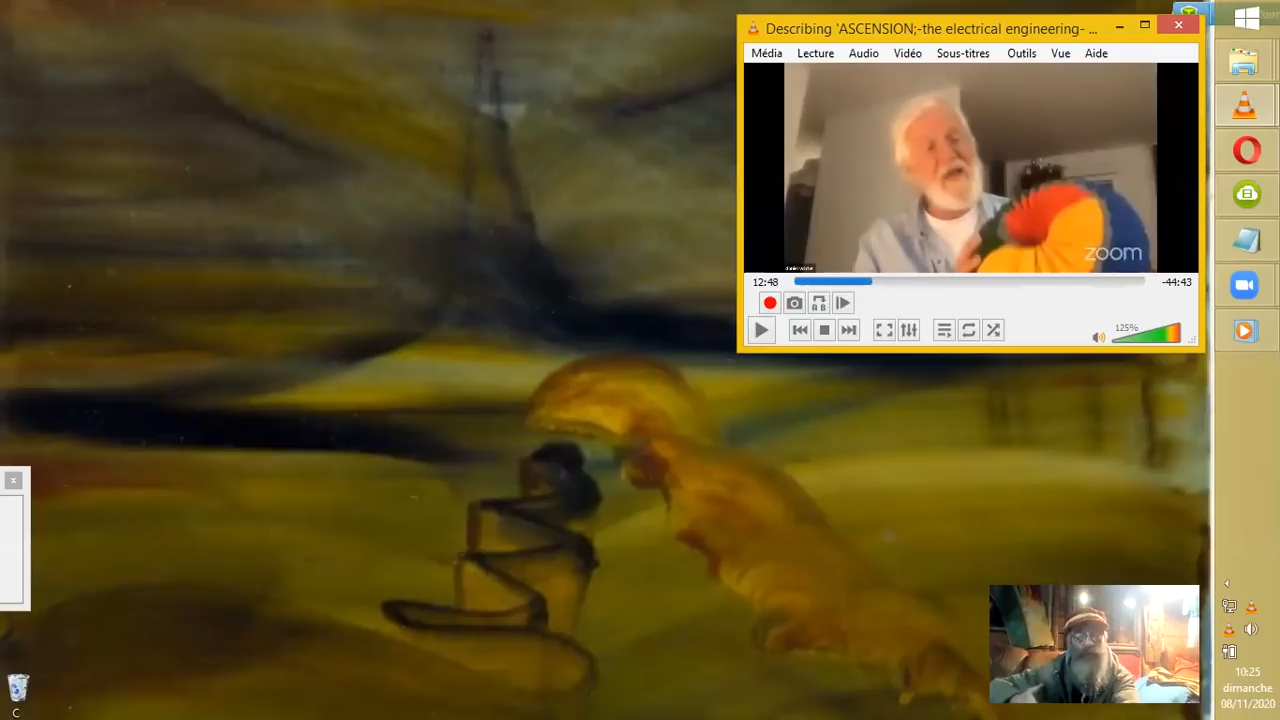 Describing 'ASCENSION;-the electrical engineering- ...
Média Lecture Audio Vidéo Sous-titres Outils Vue Aide
zoom
12:48
-44:43
A B
125%
10:25
dimanche
08/11/2020
C